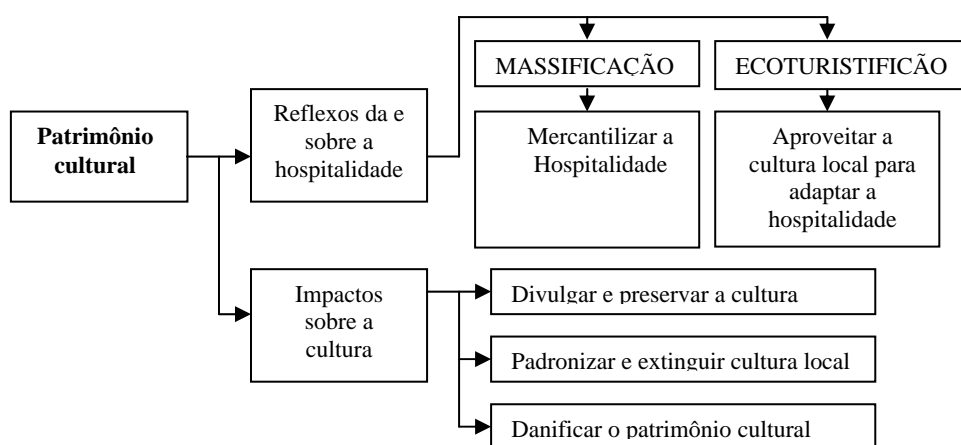 MASSIFICAÇÃO
ECOTURISTIFICÃO
Patrimônio
cultural
Reflexos da e
sobre a
hospitalidade
Mercantilizar a
Hospitalidade
Aproveitar a
cultura local para
adaptar a
hospitalidade
Impactos
sobre a
cultura
Divulgar e preservar a cultura
Padronizar e extinguir cultura local
Danificar o patrimônio cultural